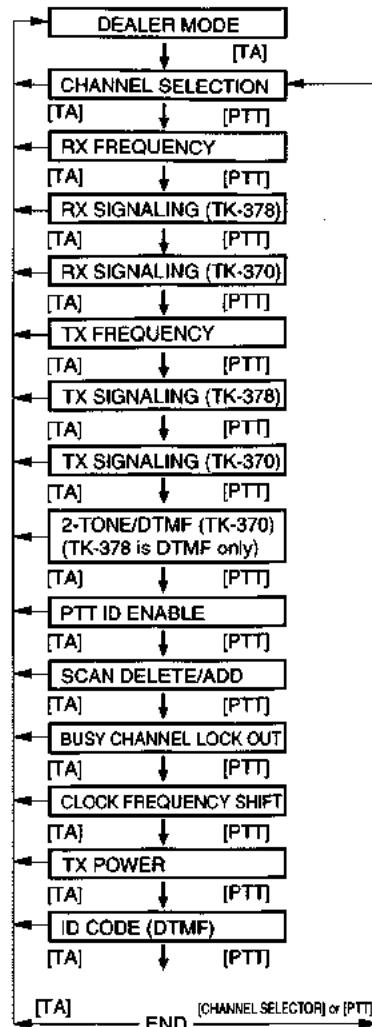 DEALER MODE
[TA]
CHANNEL SELECTION
[TA] [PTT]
RX FREQUENCY
[TA] [PTT]
RX SIGNALING (TK-378)
[TA] [PTT]
RX SIGNALING (TK-370)
[TA] [PTT]
TX FREQUENCY
[TA] [PTT]
TX SIGNALING (TK-378)
[TA] [PTT]
TX SIGNALING (TK-370)
[TA] [PTT]
2-TONE/DTMF (TK-370)
(TK-378 is DTMF only)
[TA] [PTT]
PTT ID ENABLE
[TA] [PTT]
SCAN DELETE/ADD
[TA] [PTT]
BUSY CHANNEL LOCK OUT
[TA] [PTT]
CLOCK FREQUENCY SHIFT
[TA] [PTT]
TX POWER
[TA] [PTT]
ID CODE (DTMF)
[TA] [PTT]
[TA] [CHANNEL SELECTOR] or [PTT]
END